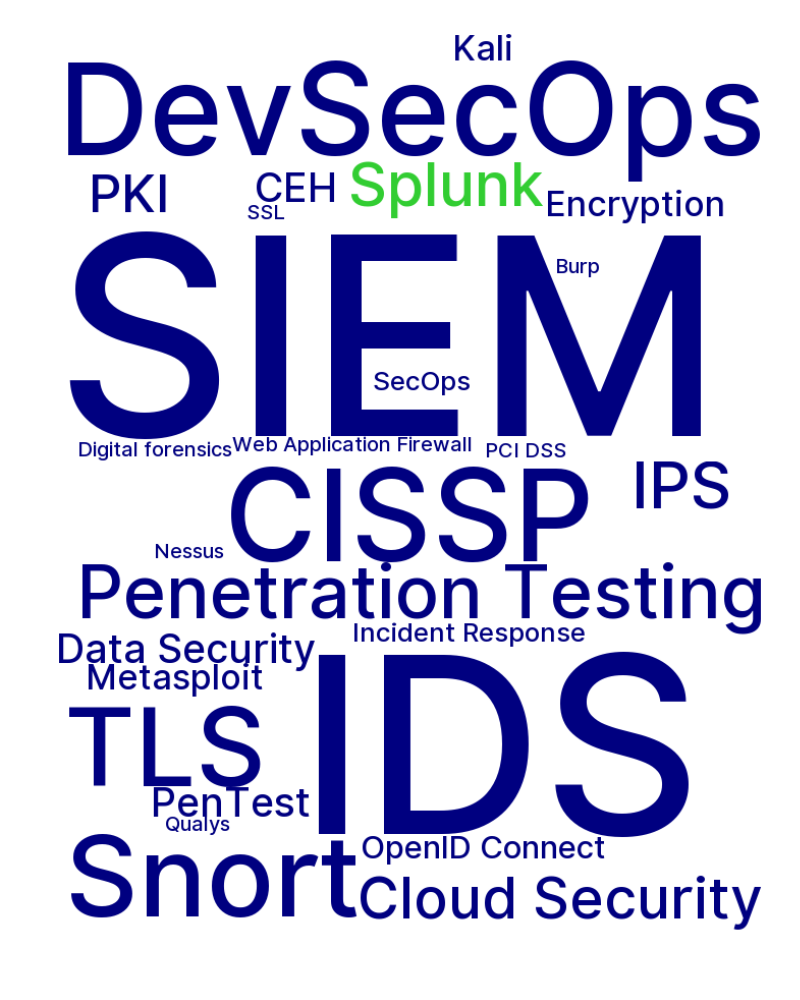 Kali
DevSecOps
PKI
CEH
Splunk
Encryption
SSL
SIEM
Burp
SecOps
Digital forensics
Web Application Firewall
PCI DSS
CISSP
IPS
Nessus
Penetration Testing
Incident Response
Data Security
Metasploit
IDS
TLS
PenTest
Qualys
Snort
OpenID Connect
Cloud Security